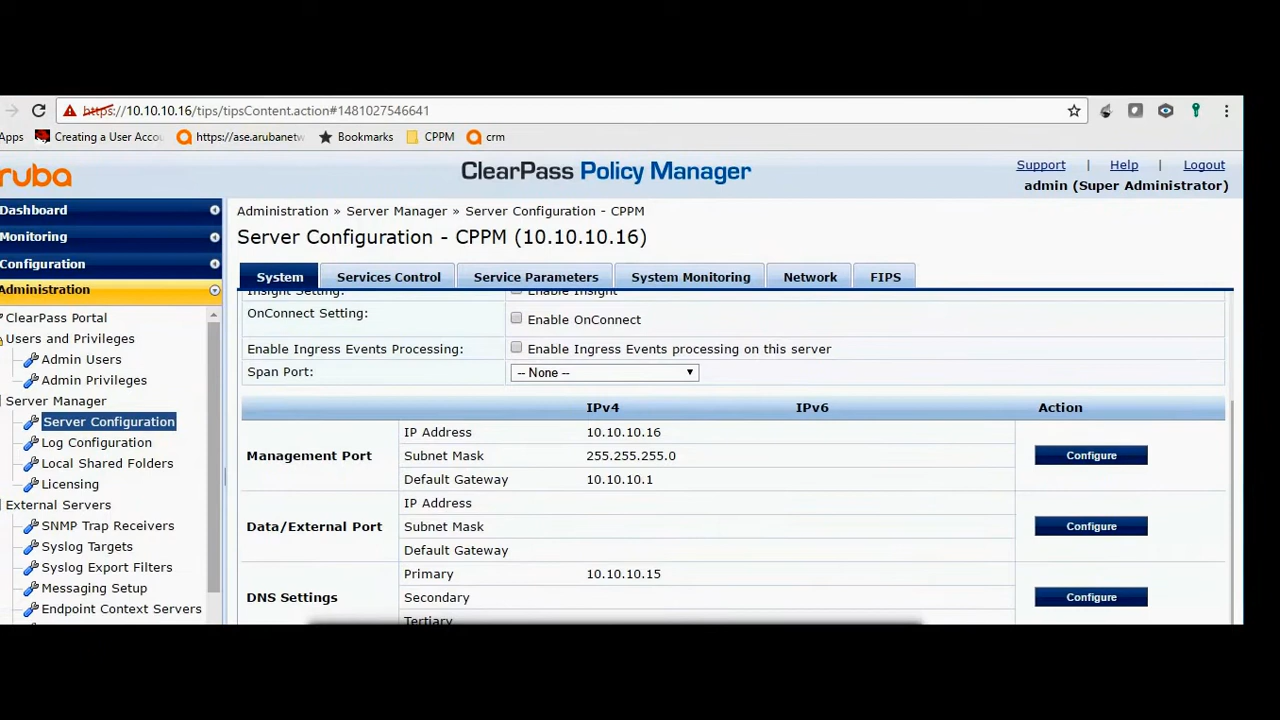 https://10.10.10.16/tips/tipsContent.action#1481027546641
Apps Creating a User Accou https://ase.arubanetw Bookmarks CPPM crm
ruba
ClearPass Policy Manager
Support | Help | Logout
admin (Super Administrator)
Dashboard
Monitoring
Configuration
Administration
ClearPass Portal
Users and Privileges
Admin Users
Admin Privileges
Server Manager
Server Configuration
Log Configuration
Local Shared Folders
Licensing
External Servers
SNMP Trap Receivers
Syslog Targets
Syslog Export Filters
Messaging Setup
Endpoint Context Servers
Administration » Server Manager » Server Configuration - CPPM
Server Configuration - CPPM (10.10.10.16)
System Services Control Service Parameters System Monitoring Network FIPS
Insight Setting: Enable Insight
OnConnect Setting: Enable OnConnect
Enable Ingress Events Processing: Enable Ingress Events processing on this server
Span Port: -- None --
IPv4 IPv6 Action
Management Port
IP Address 10.10.10.16
Subnet Mask 255.255.255.0
Default Gateway 10.10.10.1
Configure
Data/External Port
IP Address
Subnet Mask
Default Gateway
Configure
DNS Settings
Primary 10.10.10.15
Secondary
Tertiary
Configure